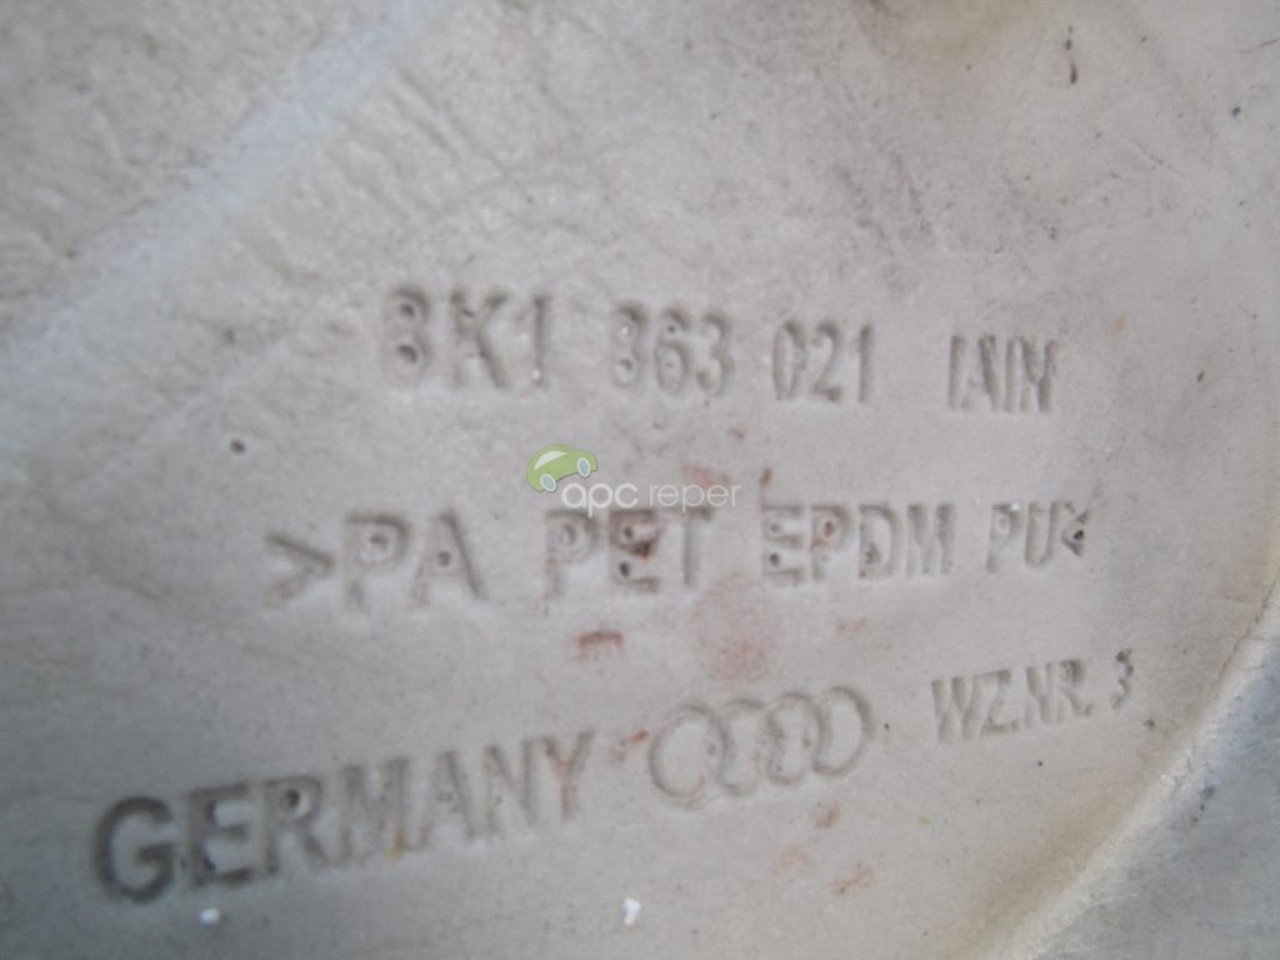 8K1 863 021
apc reper
>PA PET EPDM PU<
GERMANY WZ.NR. 3